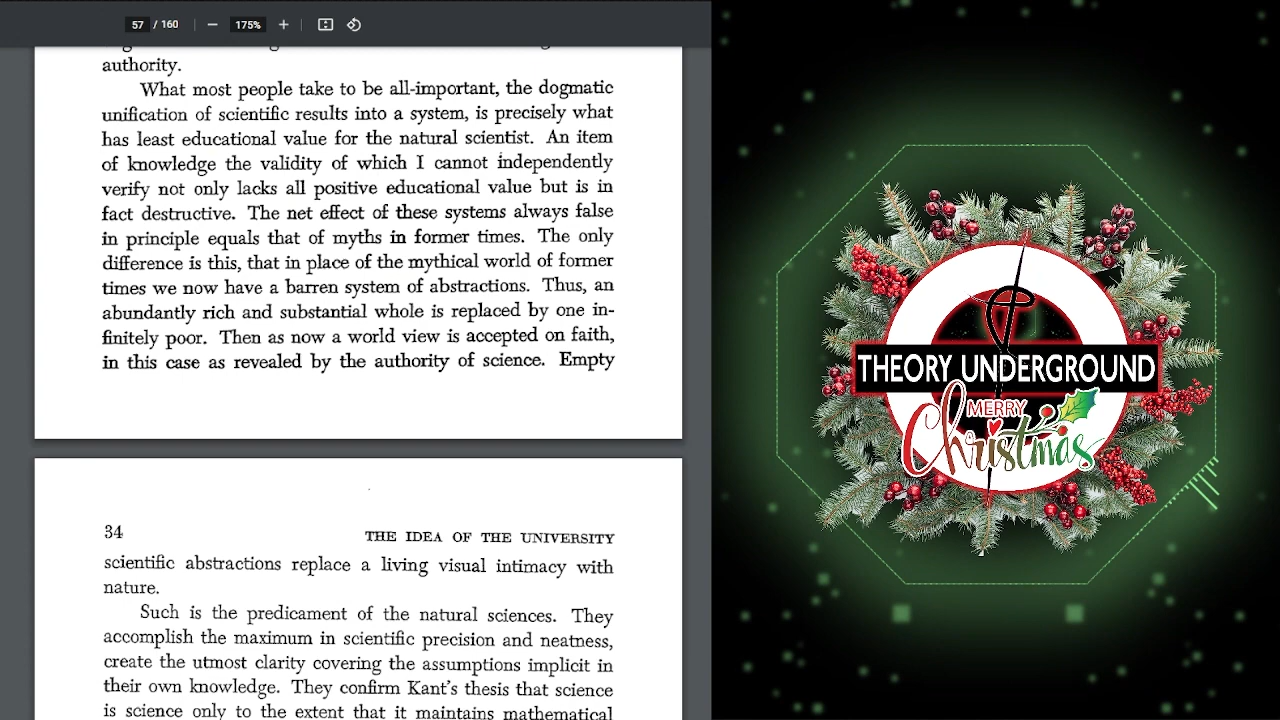 57 / 160
175%
authority.
What most people take to be all-important, the dogmatic
unification of scientific results into a system, is precisely what
has least educational value for the natural scientist. An item
of knowledge the validity of which I cannot independently
verify not only lacks all positive educational value but is in
fact destructive. The net effect of these systems always false
in principle equals that of myths in former times. The only
difference is this, that in place of the mythical world of former
times we now have a barren system of abstractions. Thus, an
abundantly rich and substantial whole is replaced by one in-
finitely poor. Then as now a world view is accepted on faith,
in this case as revealed by the authority of science. Empty
34
THE IDEA OF THE UNIVERSITY
scientific abstractions replace a living visual intimacy with
nature.
Such is the predicament of the natural sciences. They
accomplish the maximum in scientific precision and neatness,
create the utmost clarity covering the assumptions implicit in
their own knowledge. They confirm Kant's thesis that science
is science only to the extent that it maintains mathematical
THEORY UNDERGROUND
MERRY
Christmas